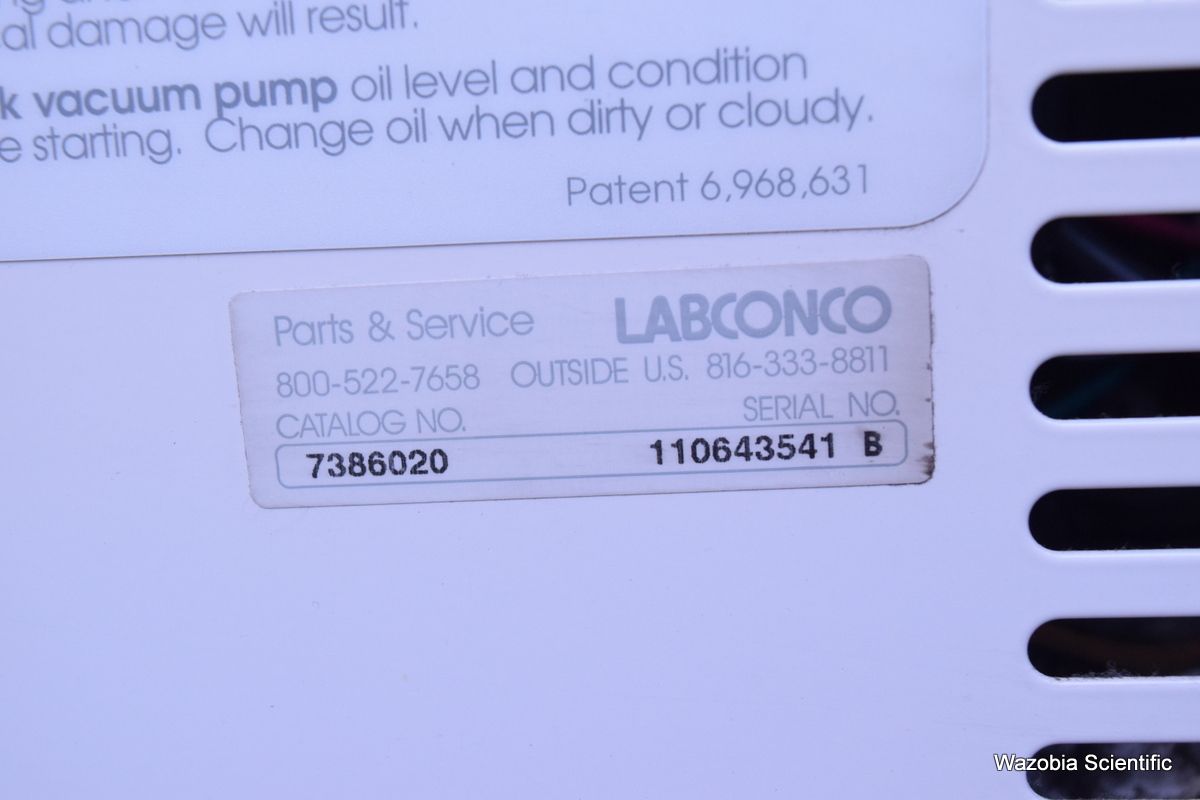 al damage will result.
k vacuum pump oil level and condition
e starting. Change oil when dirty or cloudy.
Patent 6,968,631
Parts & Service LABCONCO
800-522-7658 OUTSIDE U.S. 816-333-8811
CATALOG NO. SERIAL NO.
7386020 110643541 B
Wazobia Scientific